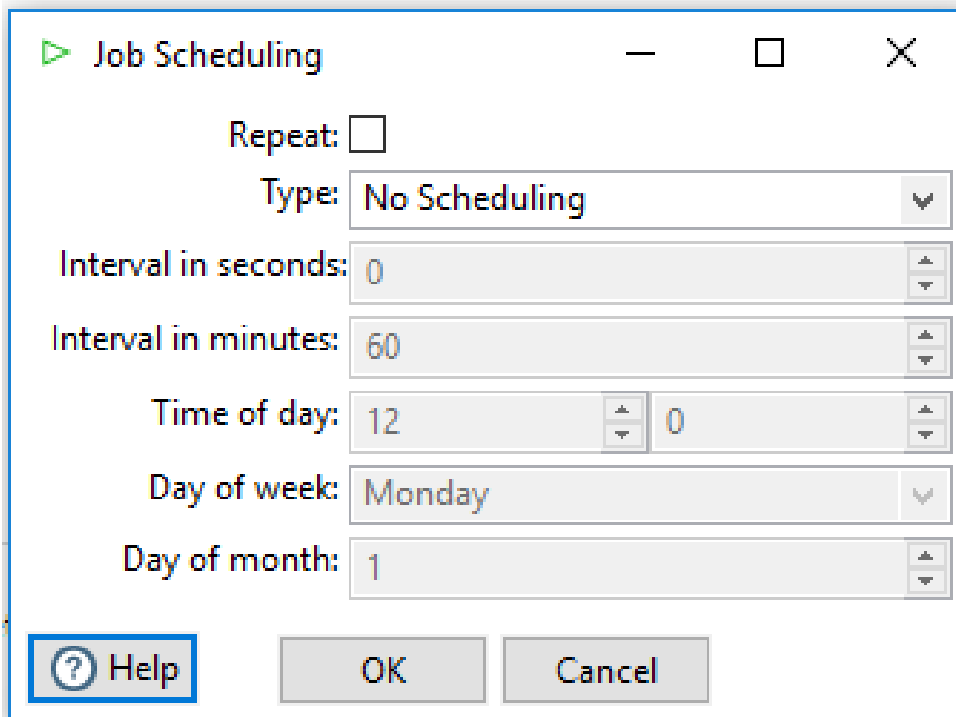 Job Scheduling
Repeat:
Type: No Scheduling
Interval in seconds: 0
Interval in minutes: 60
Time of day: 12 0
Day of week: Monday
Day of month: 1
Help OK Cancel